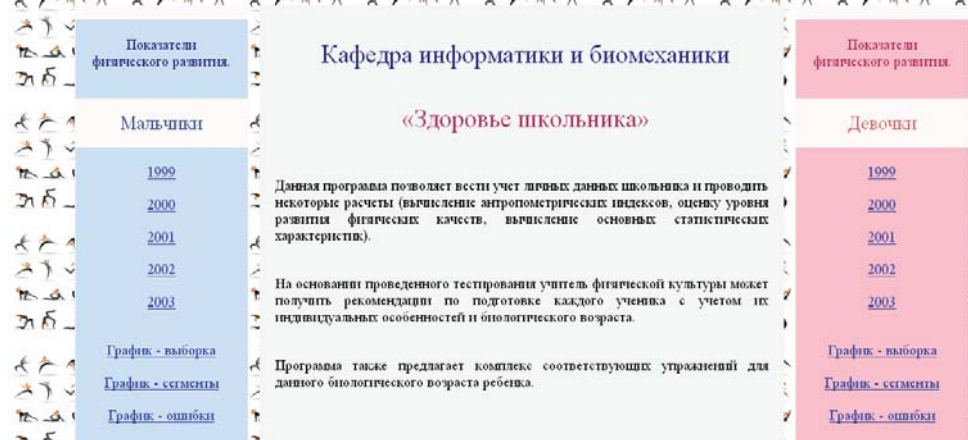 Показатели
физического развития.
Мальчики
1999
2000
2001
2002
2003
График - выборка
График - сегменты
График - ошибки
Кафедра информатики и биомеханики
«Здоровье школьника»
Данная программа позволяет вести учет личных данных школьника и проводить
некоторые расчеты (вычисление антропометрических индексов, оценку уровня
развития физических качеств, вычисление основных статистических
характеристик).
На основании проведенного тестирования учитель физической культуры может
получить рекомендации по подготовке каждого ученика с учетом их
индивидуальных особенностей и биологического возраста.
Программа также предлагает комплекс соответствующих упражнений для
данного биологического возраста ребенка.
Показатели
физического развития.
Девочки
1999
2000
2001
2002
2003
График - выборка
График - сегменты
График - ошибки